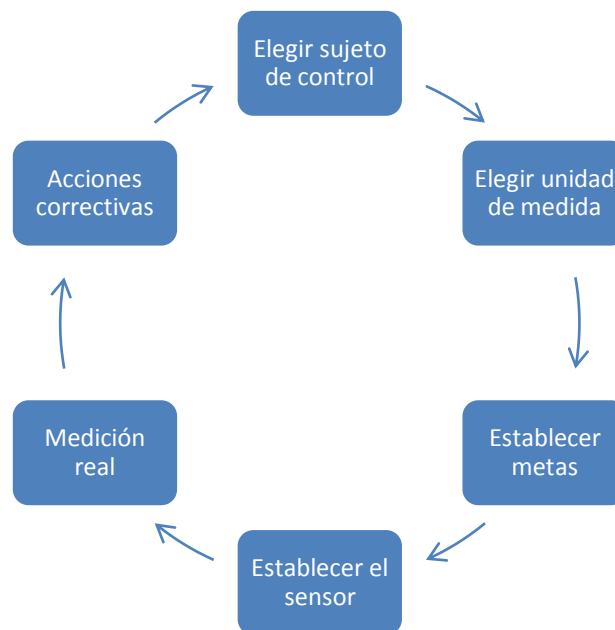 Elegir sujeto
de control
Elegir unidad
de medida
Establecer
metas
Establecer el
sensor
Medición
real
Acciones
correctivas